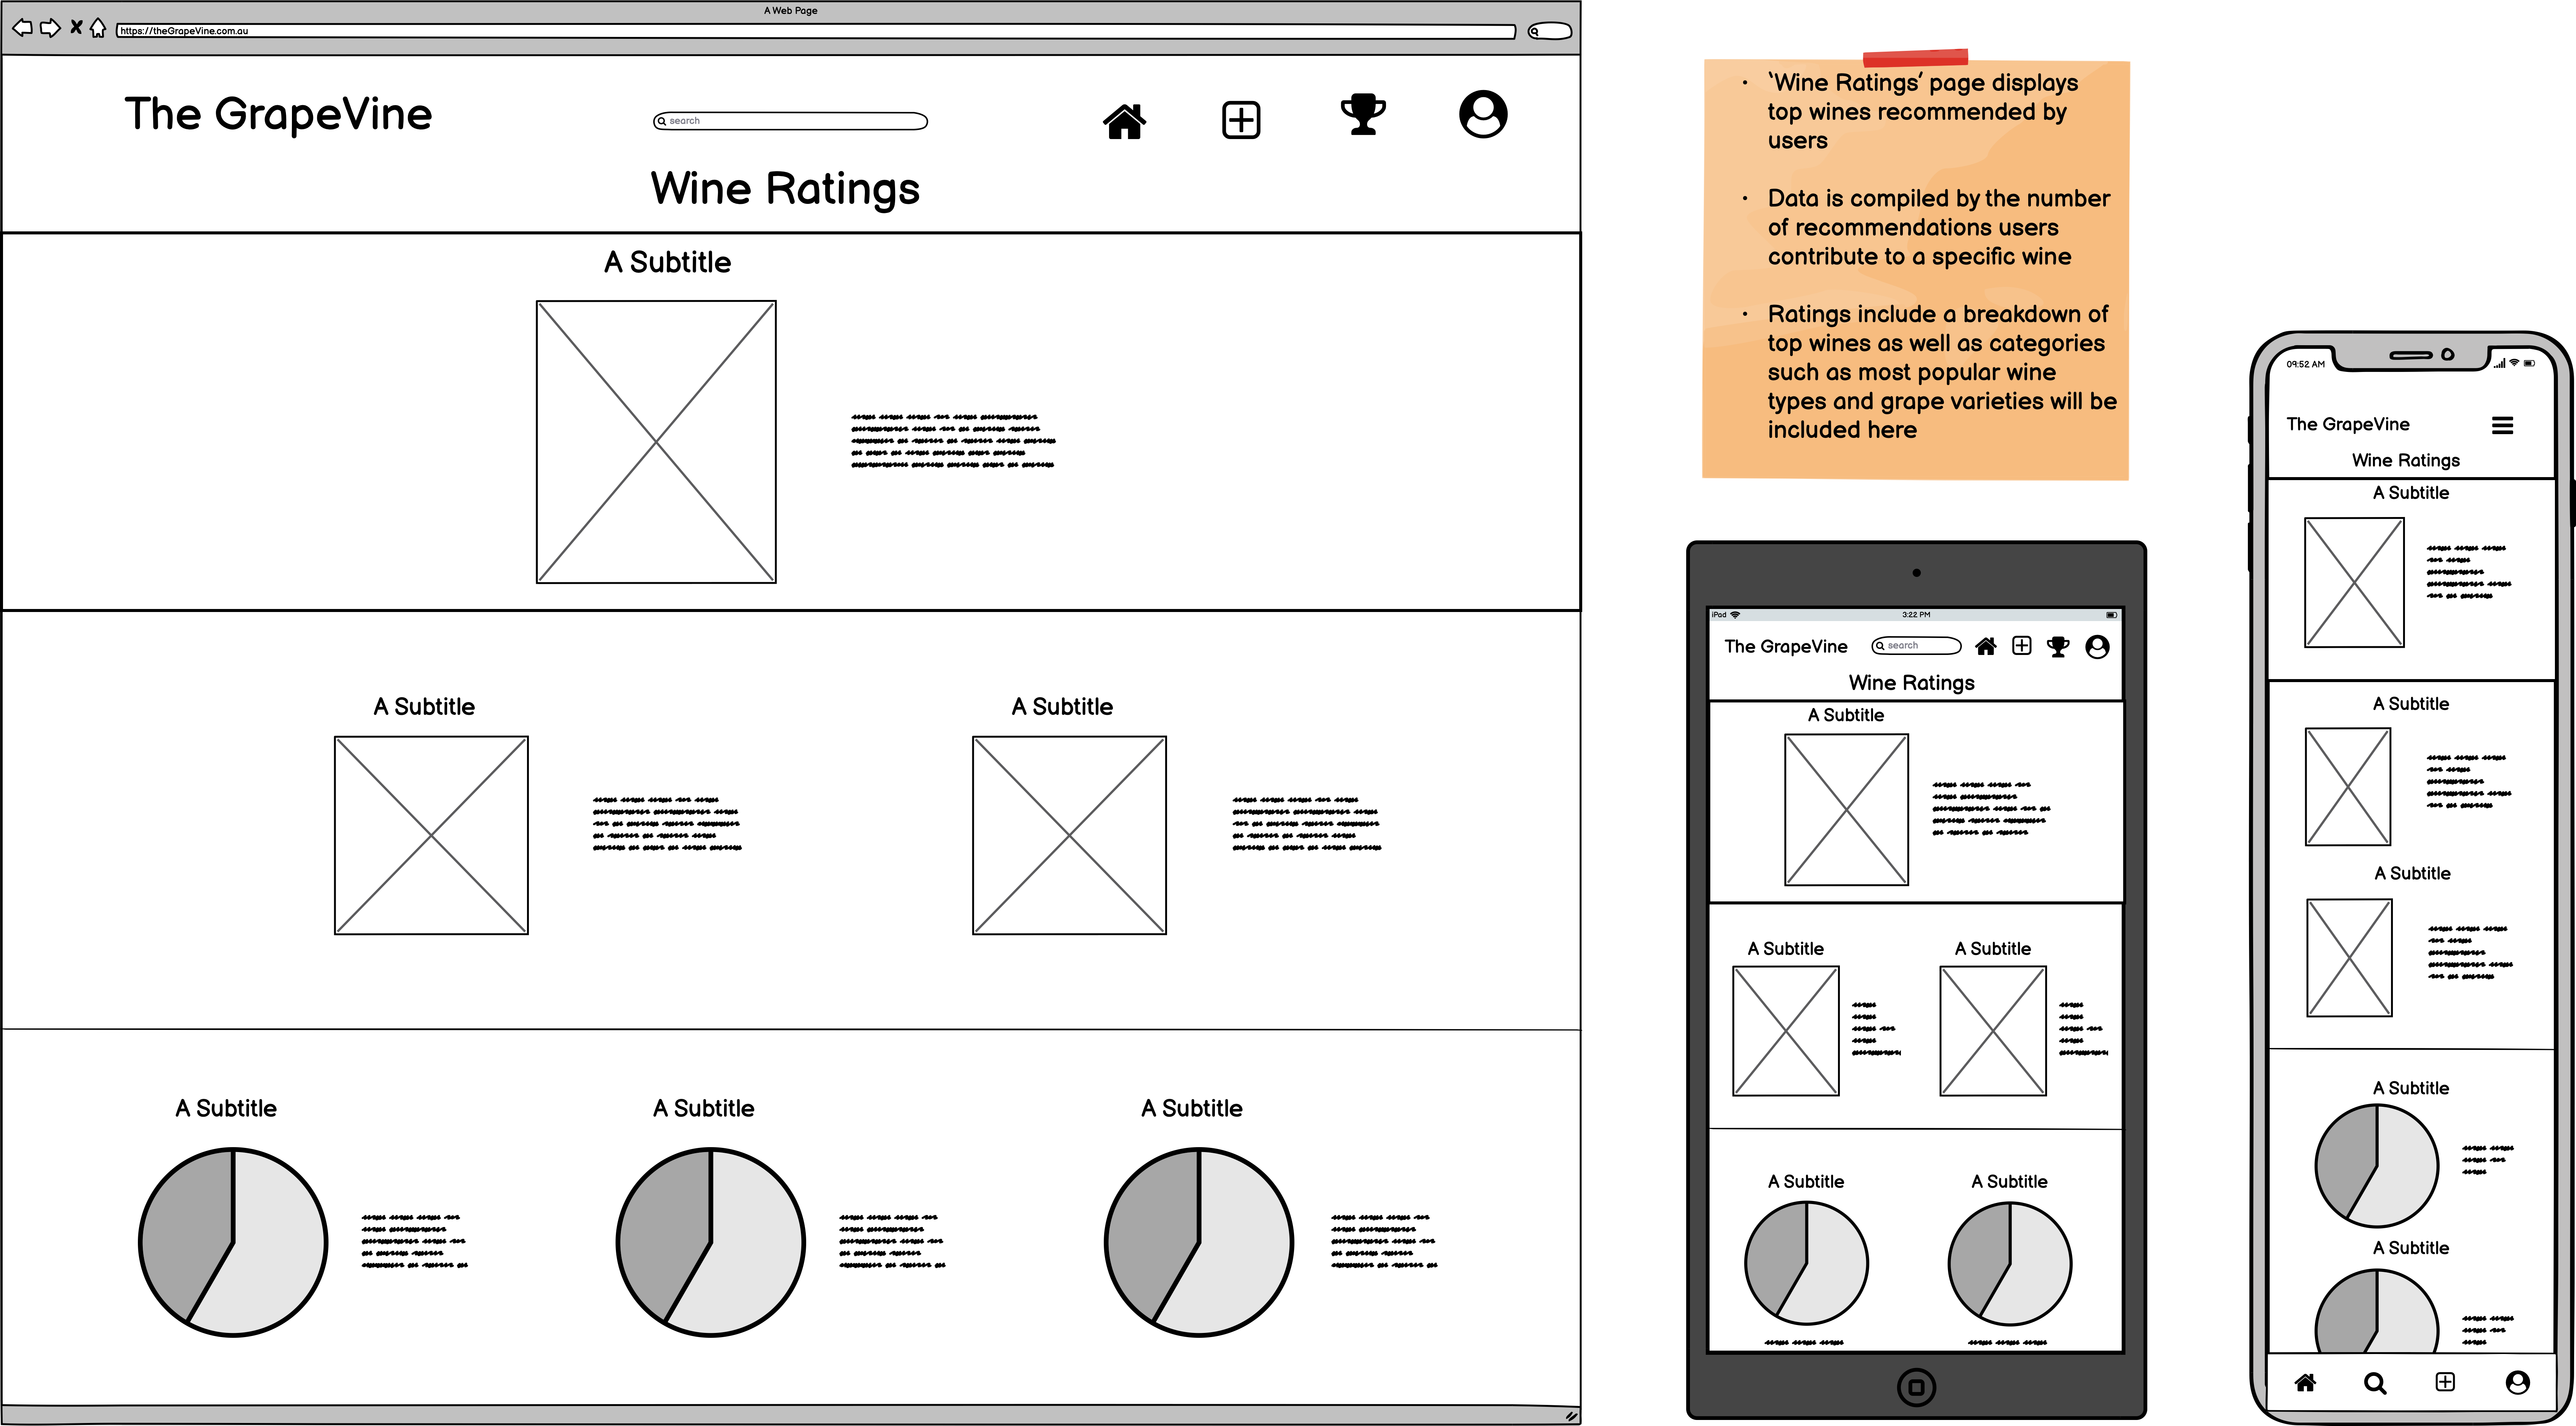 A Web Page
https://theGrapeVine.com.au
The GrapeVine
search
Wine Ratings
A Subtitle
A Subtitle
A Subtitle
A Subtitle
A Subtitle
A Subtitle
• 'Wine Ratings' page displays
top wines recommended by
users
• Data is compiled by the number
of recommendations users
contribute to a specific wine
• Ratings include a breakdown of
top wines as well as categories
such as most popular wine
types and grape varieties will be
included here
iPad
3:22 PM
The GrapeVine
search
Wine Ratings
A Subtitle
A Subtitle
A Subtitle
A Subtitle
A Subtitle
09:52 AM
The GrapeVine
Wine Ratings
A Subtitle
A Subtitle
A Subtitle
A Subtitle
A Subtitle